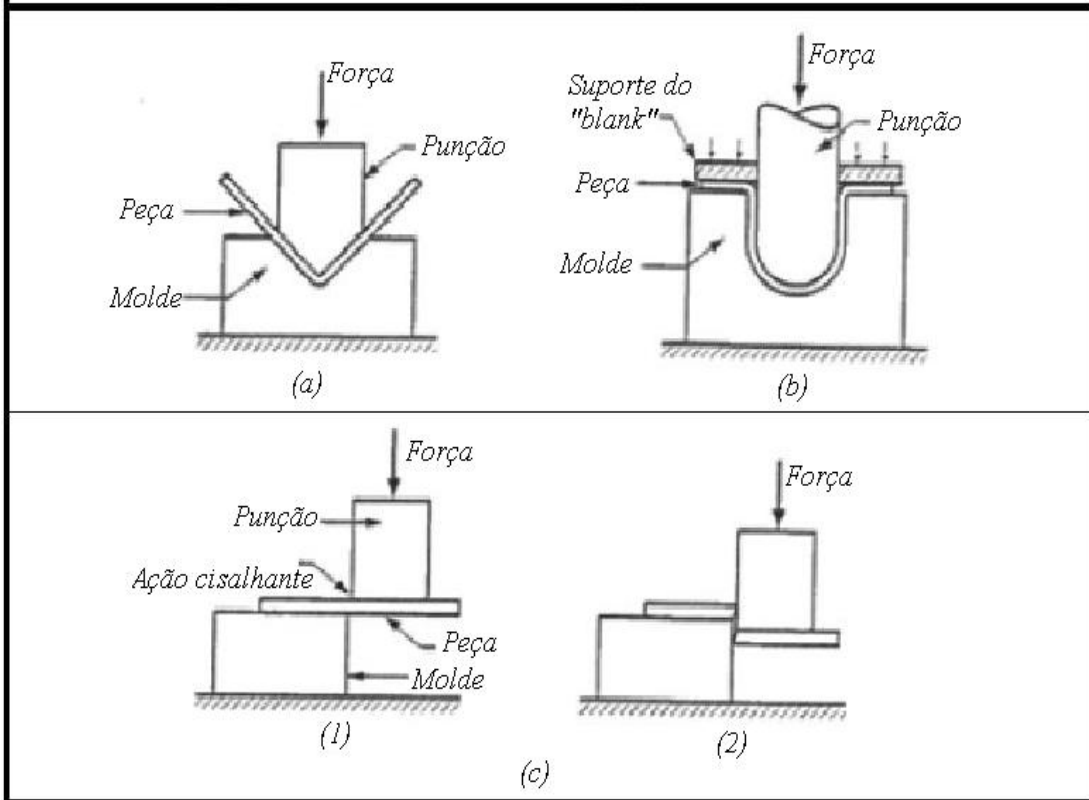 Força
Punção
Peça
Molde
(a)
Força
Suporte do
"blank"
Punção
Peça
Molde
(b)
Força
Punção
Ação cisalhante
Peça
Molde
(1)
Força
(2)
(c)